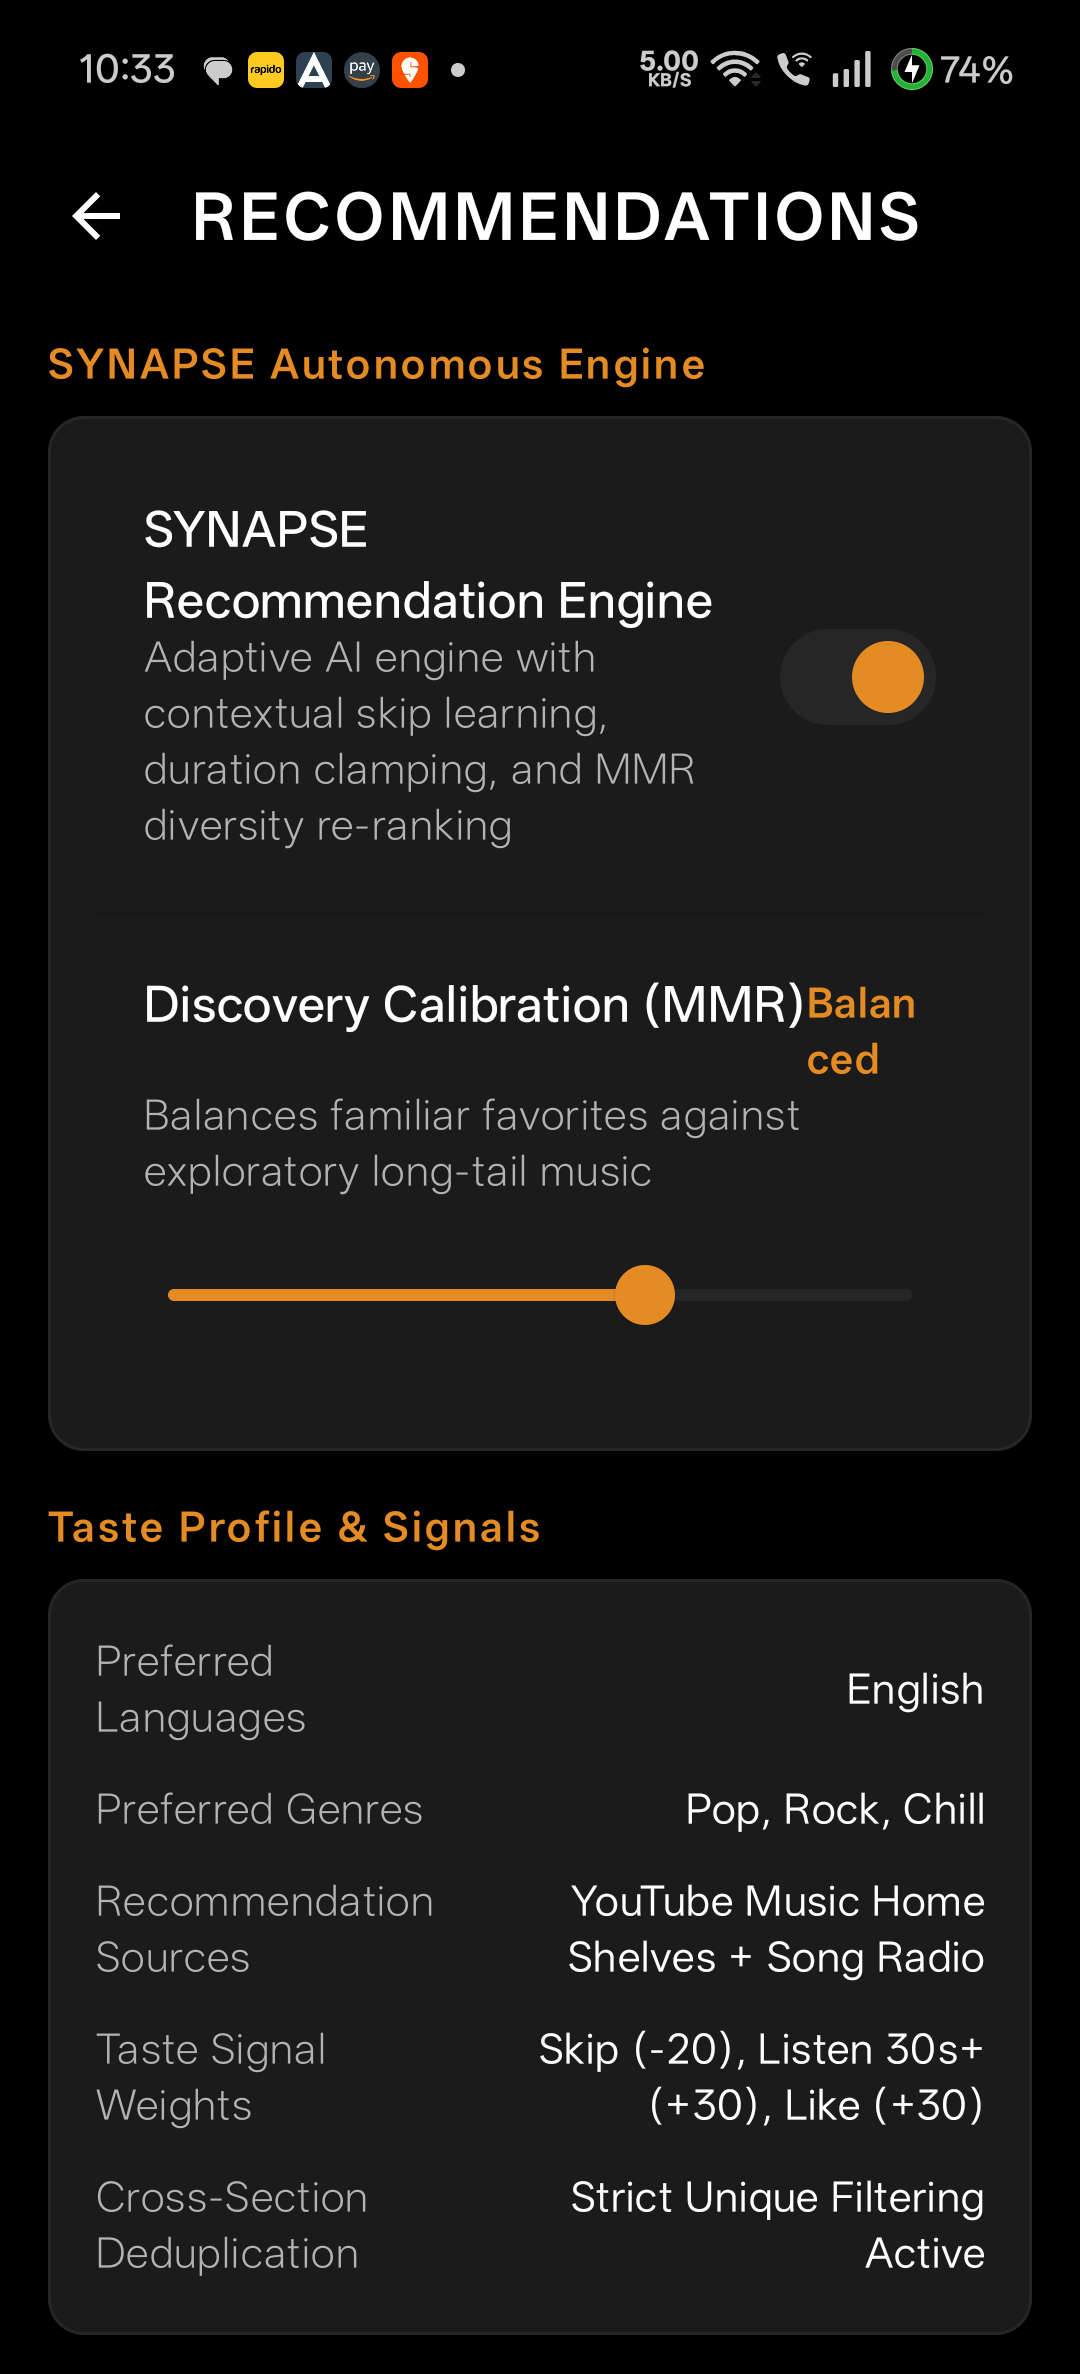 10:33 rapido pay 5.00 KB/S 74%
RECOMMENDATIONS
SYNAPSE Autonomous Engine
SYNAPSE
Recommendation Engine
Adaptive AI engine with
contextual skip learning,
duration clamping, and MMR
diversity re-ranking
Discovery Calibration (MMR) Balan
ced
Balances familiar favorites against
exploratory long-tail music
Taste Profile & Signals
Preferred
Languages
English
Preferred Genres Pop, Rock, Chill
Recommendation YouTube Music Home
Sources Shelves + Song Radio
Taste Signal Skip (-20), Listen 30s+
Weights (+30), Like (+30)
Cross-Section Strict Unique Filtering
Deduplication Active